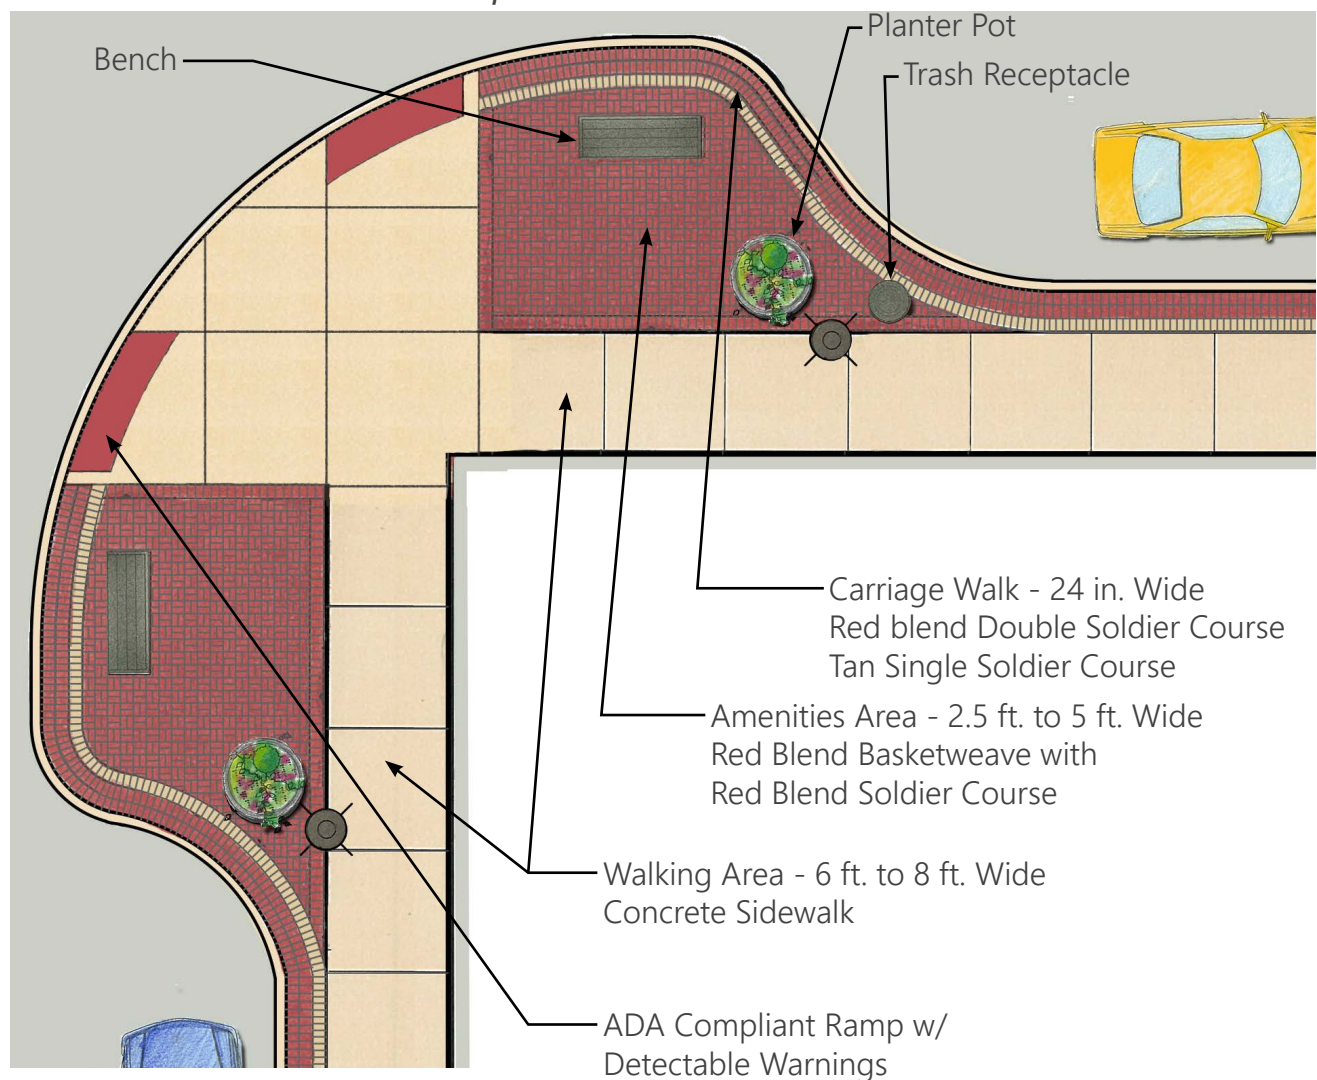 Planter Pot
Bench
Trash Receptacle
Carriage Walk - 24 in. Wide
Red blend Double Soldier Course
Tan Single Soldier Course
Amenities Area - 2.5 ft. to 5 ft. Wide
Red Blend Basketweave with
Red Blend Soldier Course
Walking Area - 6 ft. to 8 ft. Wide
Concrete Sidewalk
ADA Compliant Ramp w/
Detectable Warnings